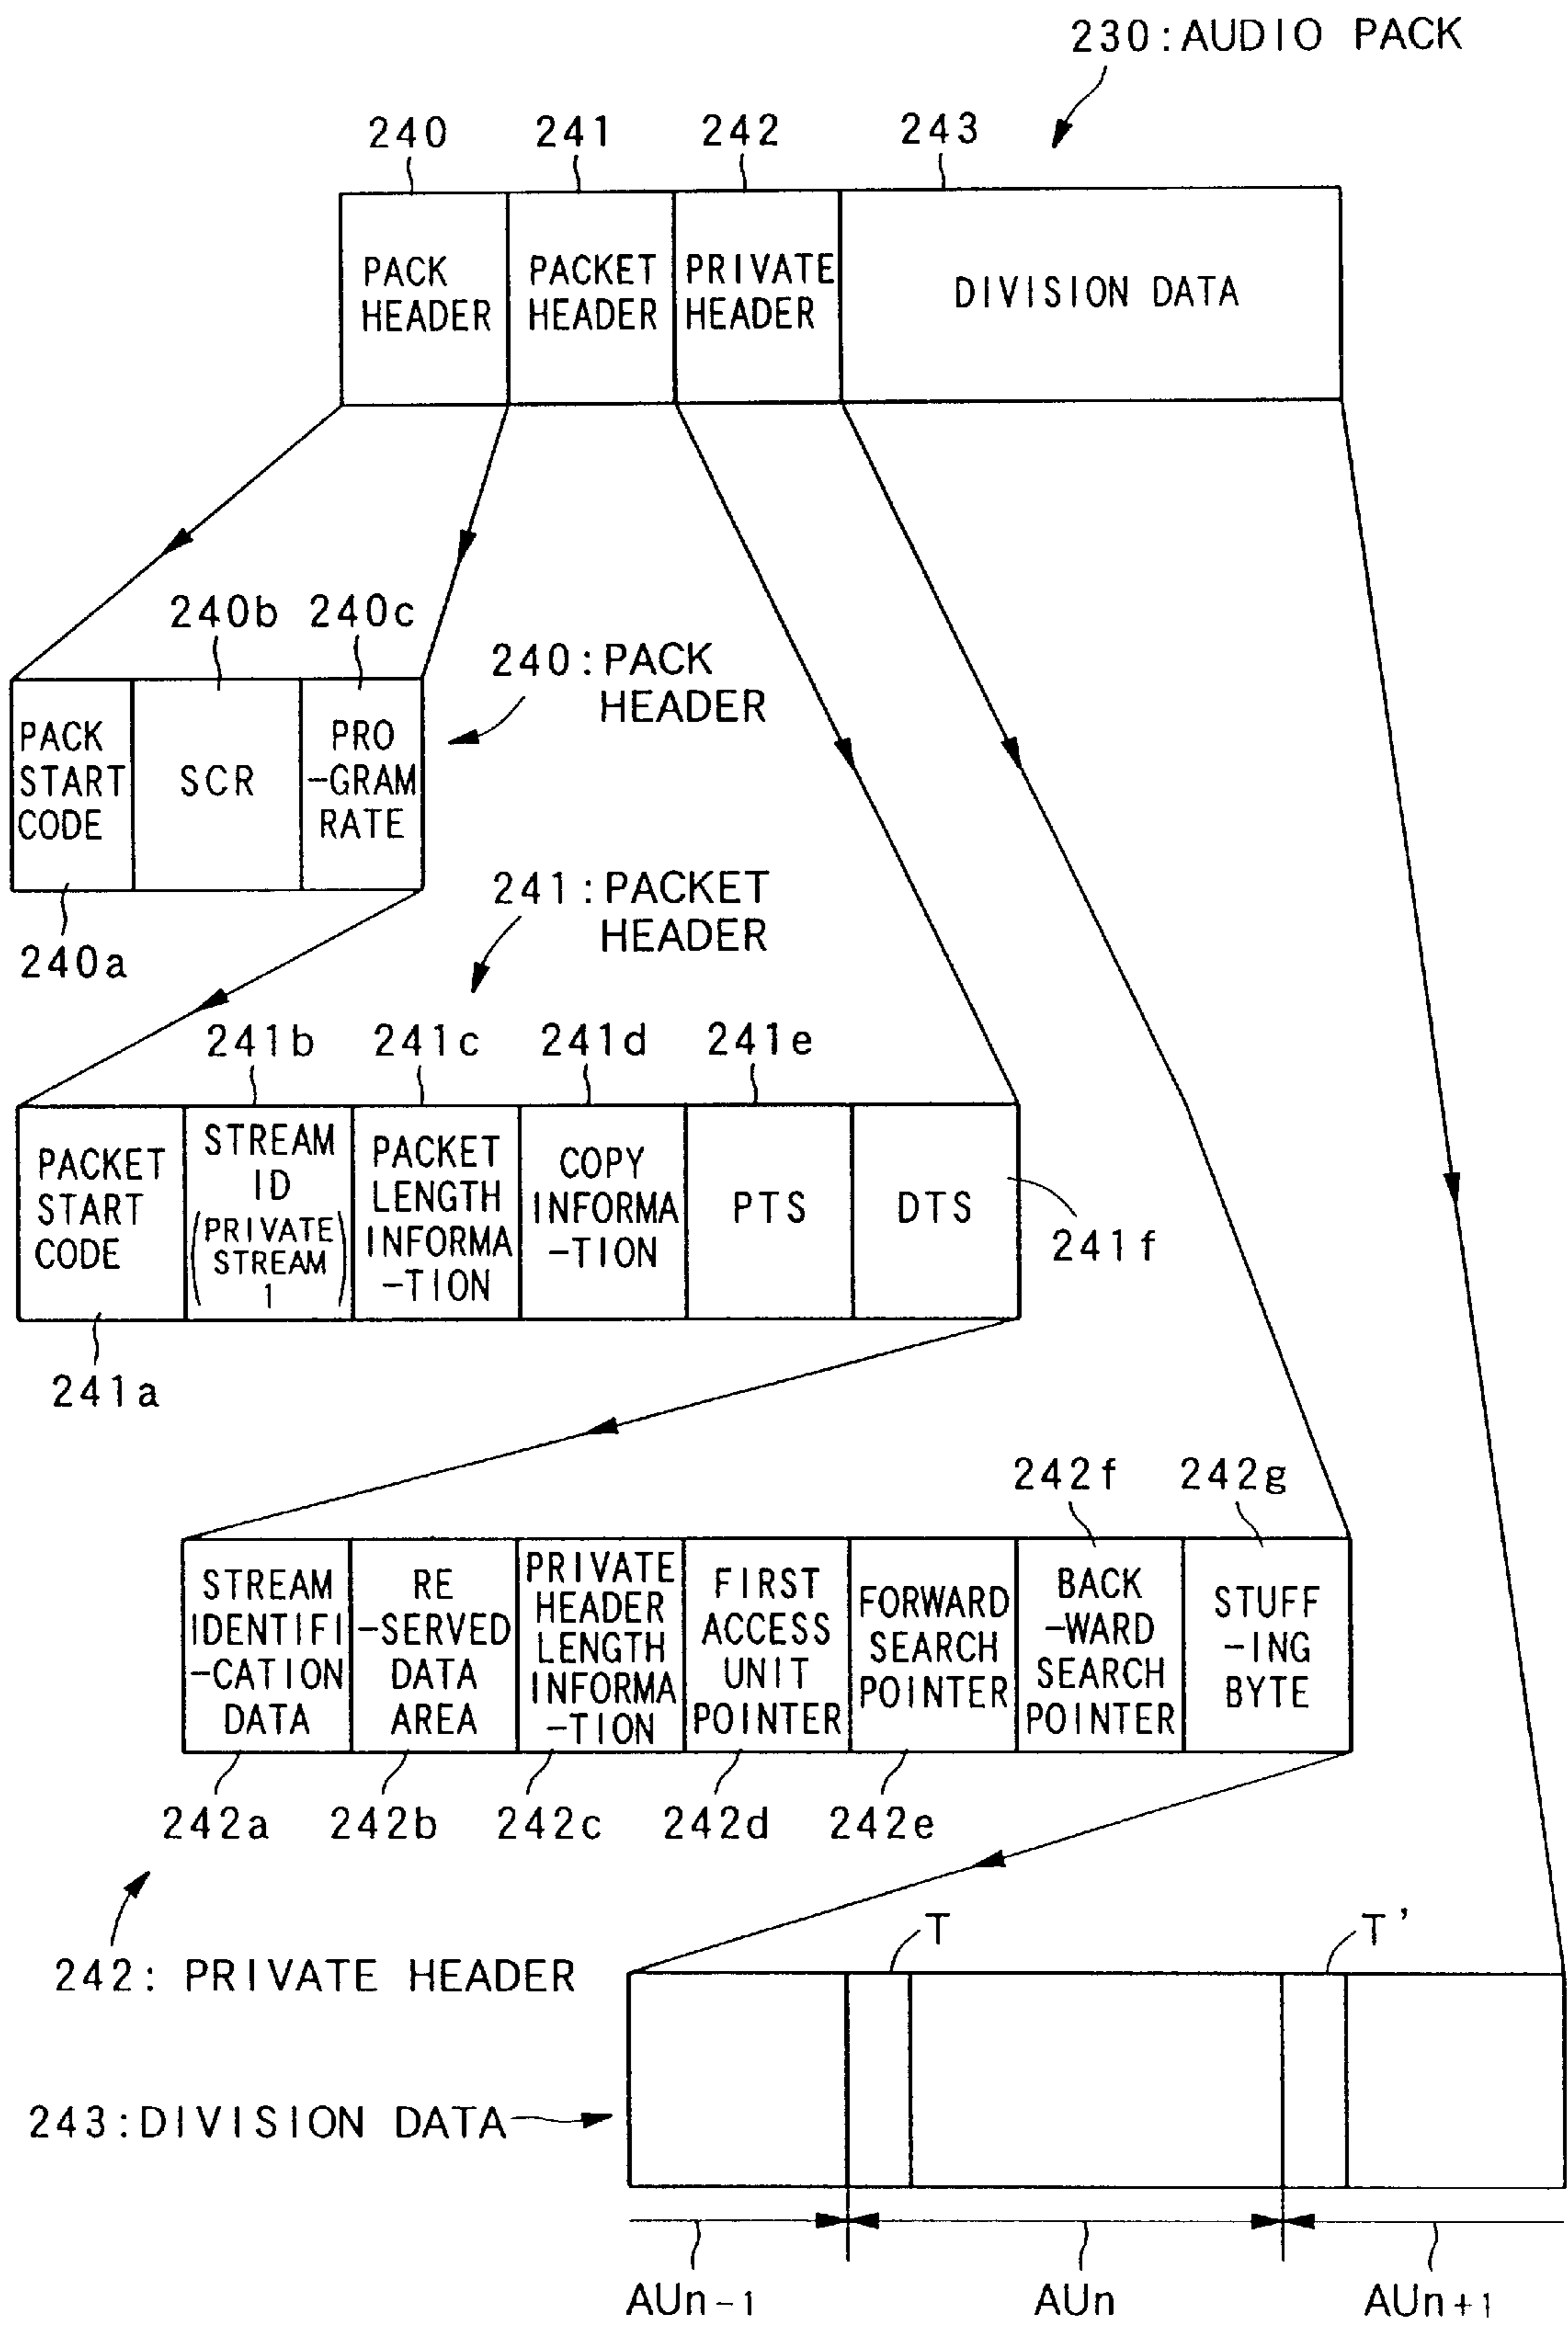 230:AUDIO PACK
240 241 242 243
PACK
HEADER
PACKET
HEADER
PRIVATE
HEADER
DIVISION DATA
240b 240c
240:PACK
HEADER
PACK
START
CODE
SCR
PRO
-GRAM
RATE
240a
241:PACKET
HEADER
241b 241c 241d 241e
PACKET
START
CODE
STREAM
ID
(PRIVATE
STREAM
1)
PACKET
LENGTH
INFORMA
-TION
COPY
INFORMA
-TION
PTS
DTS
241f
241a
242f 242g
STREAM
IDENTIFI
-CATION
DATA
RE
-SERVED
DATA
AREA
PRIVATE
HEADER
LENGTH
INFORMA
-TION
FIRST
ACCESS
UNIT
POINTER
FORWARD
SEARCH
POINTER
BACK
-WARD
SEARCH
POINTER
STUFF
-ING
BYTE
242a 242b 242c 242d 242e
242: PRIVATE HEADER
T T'
243:DIVISION DATA
AUn-1 AUn AUn+1